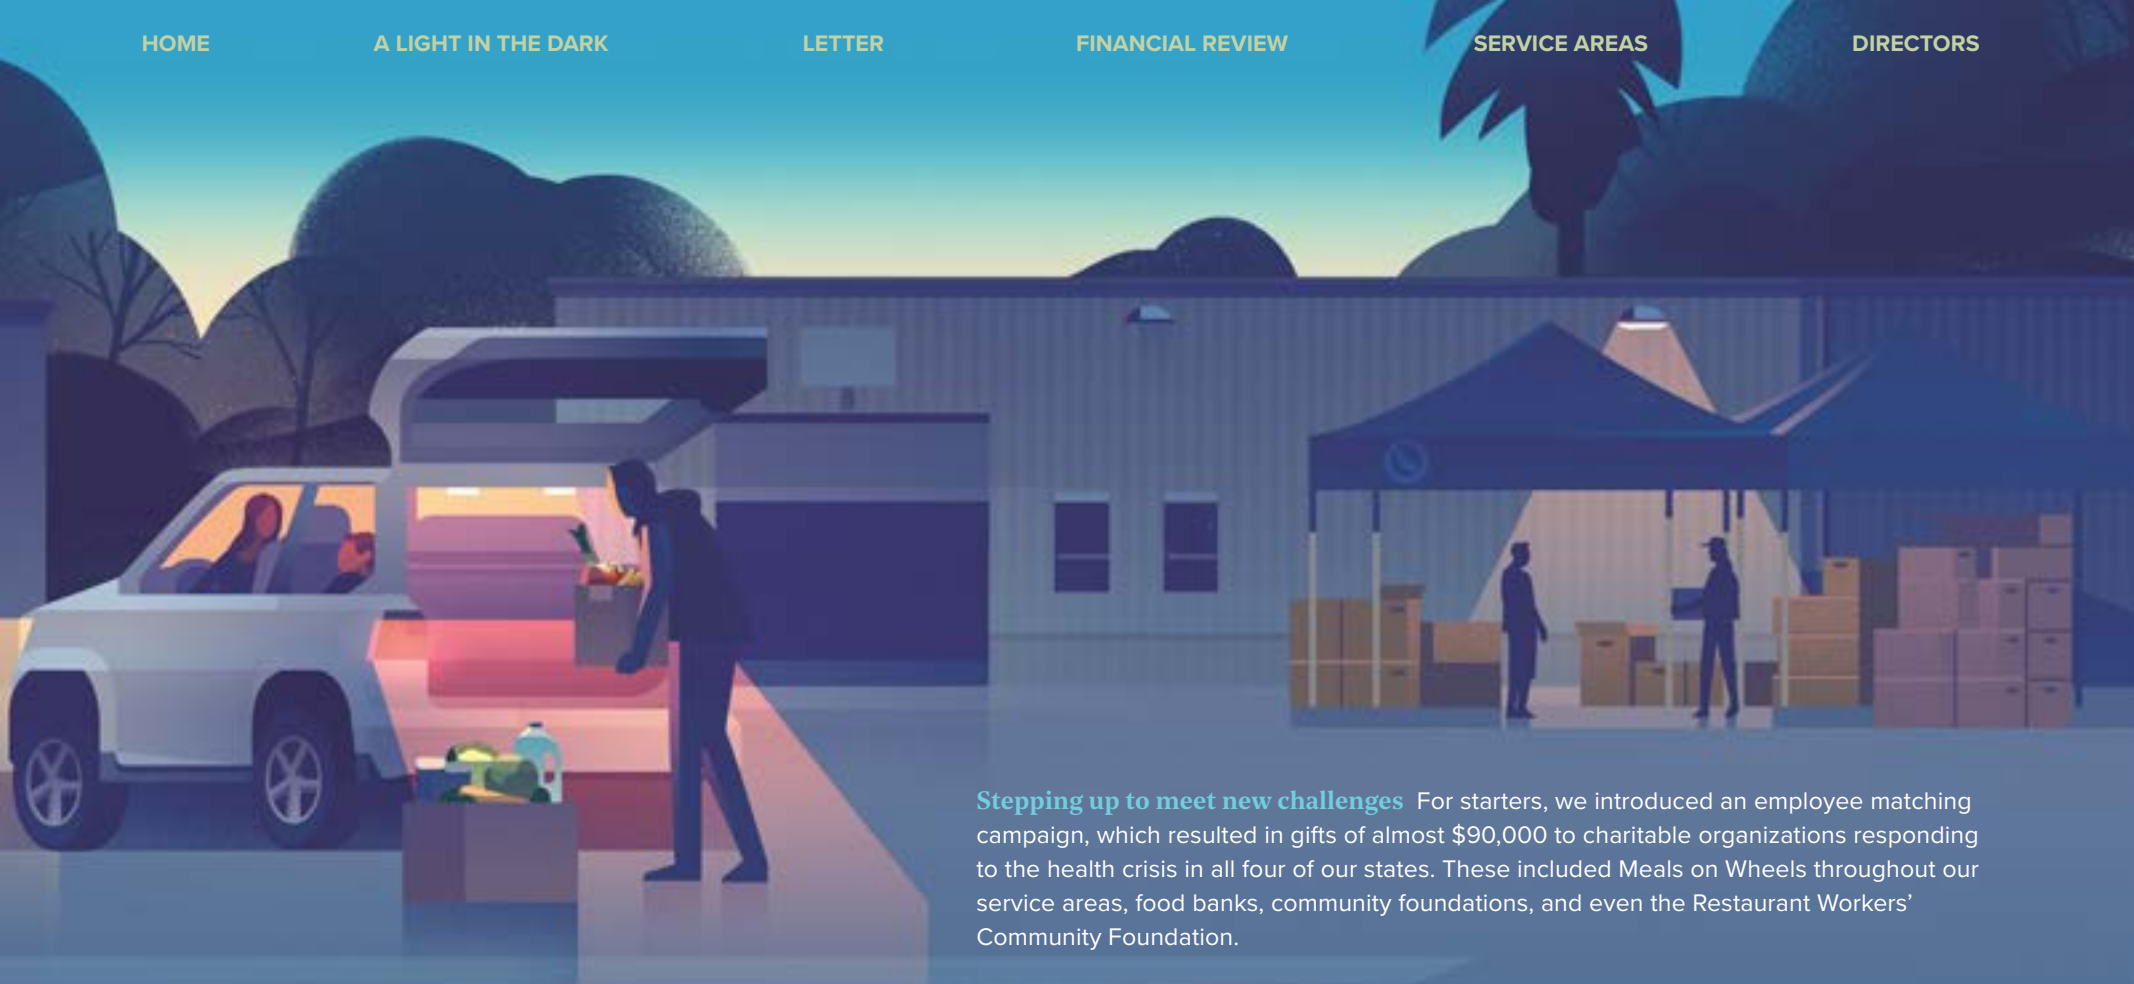 HOME A LIGHT IN THE DARK LETTER FINANCIAL REVIEW SERVICE AREAS DIRECTORS
Stepping up to meet new challenges For starters, we introduced an employee matching
campaign, which resulted in gifts of almost $90,000 to charitable organizations responding
to the health crisis in all four of our states. These included Meals on Wheels throughout our
service areas, food banks, community foundations, and even the Restaurant Workers’
Community Foundation.